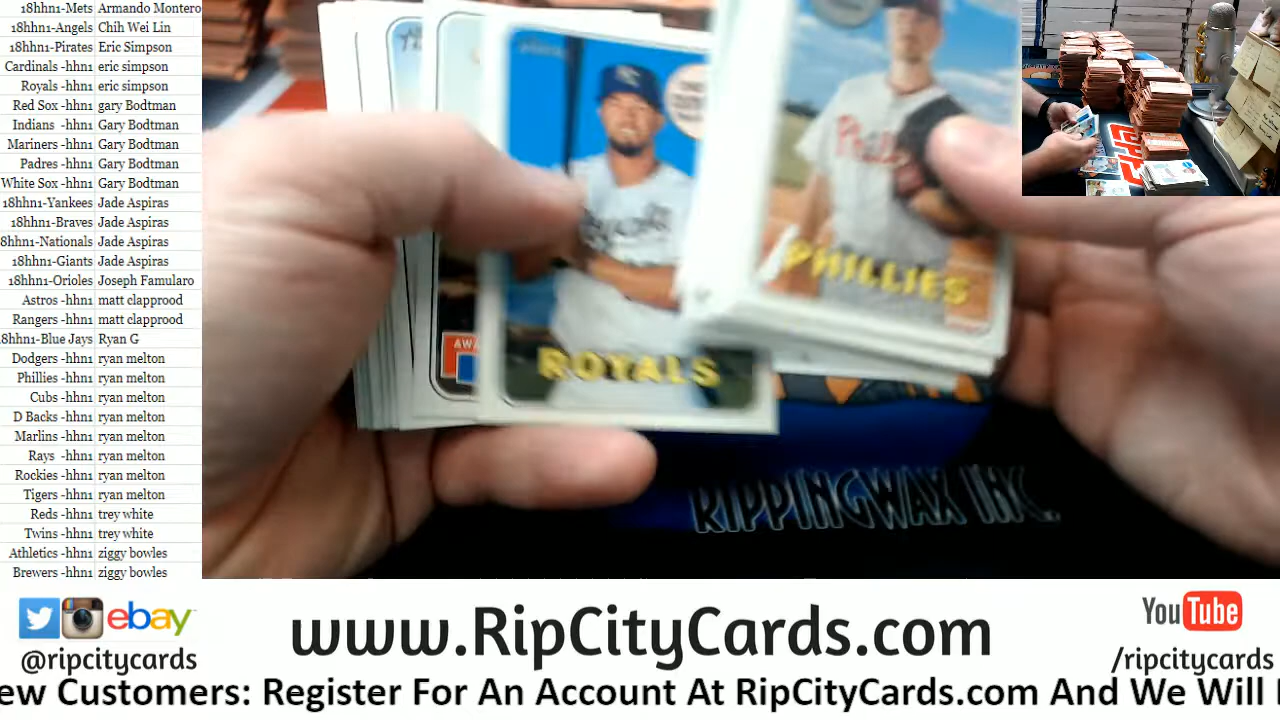 18hhn1-Mets Armando Montero
18hhn1-Angels Chih Wei Lin
18hhn1-Pirates Eric Simpson
Cardinals -hhn1 eric simpson
Royals -hhn1 eric simpson
Red Sox -hhn1 gary Bodtman
Indians -hhn1 Gary Bodtman
Mariners -hhn1 Gary Bodtman
Padres -hhn1 Gary Bodtman
White Sox -hhn1 Gary Bodtman
18hhn1-Yankees Jade Aspiras
18hhn1-Braves Jade Aspiras
8hhn1-Nationals Jade Aspiras
18hhn1-Giants Jade Aspiras
18hhn1-Orioles Joseph Famularo
Astros -hhn1 matt clapprood
Rangers -hhn1 matt clapprood
8hhn1-Blue Jays Ryan G
Dodgers -hhn1 ryan melton
Phillies -hhn1 ryan melton
Cubs -hhn1 ryan melton
D Backs -hhn1 ryan melton
Marlins -hhn1 ryan melton
Rays -hhn1 ryan melton
Rockies -hhn1 ryan melton
Tigers -hhn1 ryan melton
Reds -hhn1 trey white
Twins -hhn1 trey white
Athletics -hhn1 ziggy bowles
Brewers -hhn1 ziggy bowles
PHILLIES
AWA
ROYALS
RIPPINGWAX INC.
ebay
@ripcitycards
www.RipCityCards.com
YouTube
/ripcitycards
ew Customers: Register For An Account At RipCityCards.com And We Will